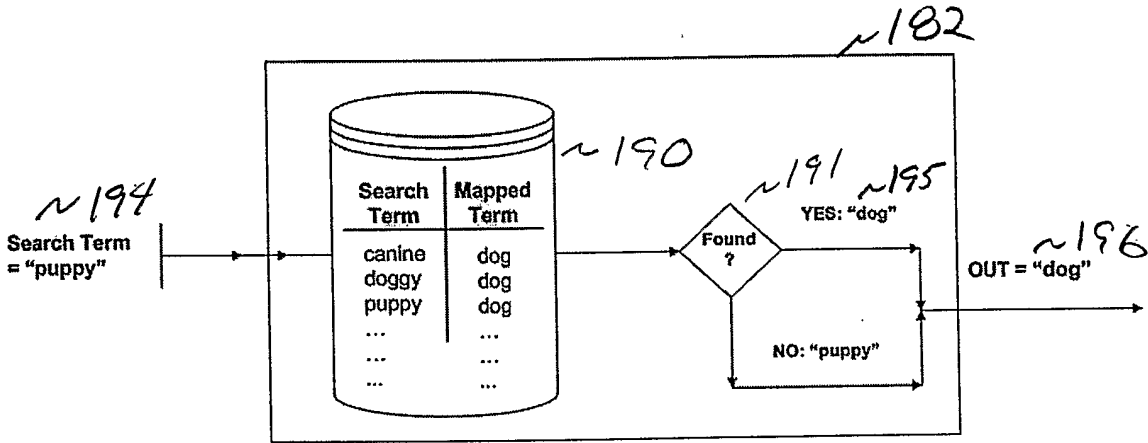 ~182
~190
~194
Search Term
= "puppy"
Search Mapped
Term Term
canine dog
doggy dog
puppy dog
... ...
... ...
... ...
~191
Found
?
~195
YES: "dog"
NO: "puppy"
~196
OUT = "dog"